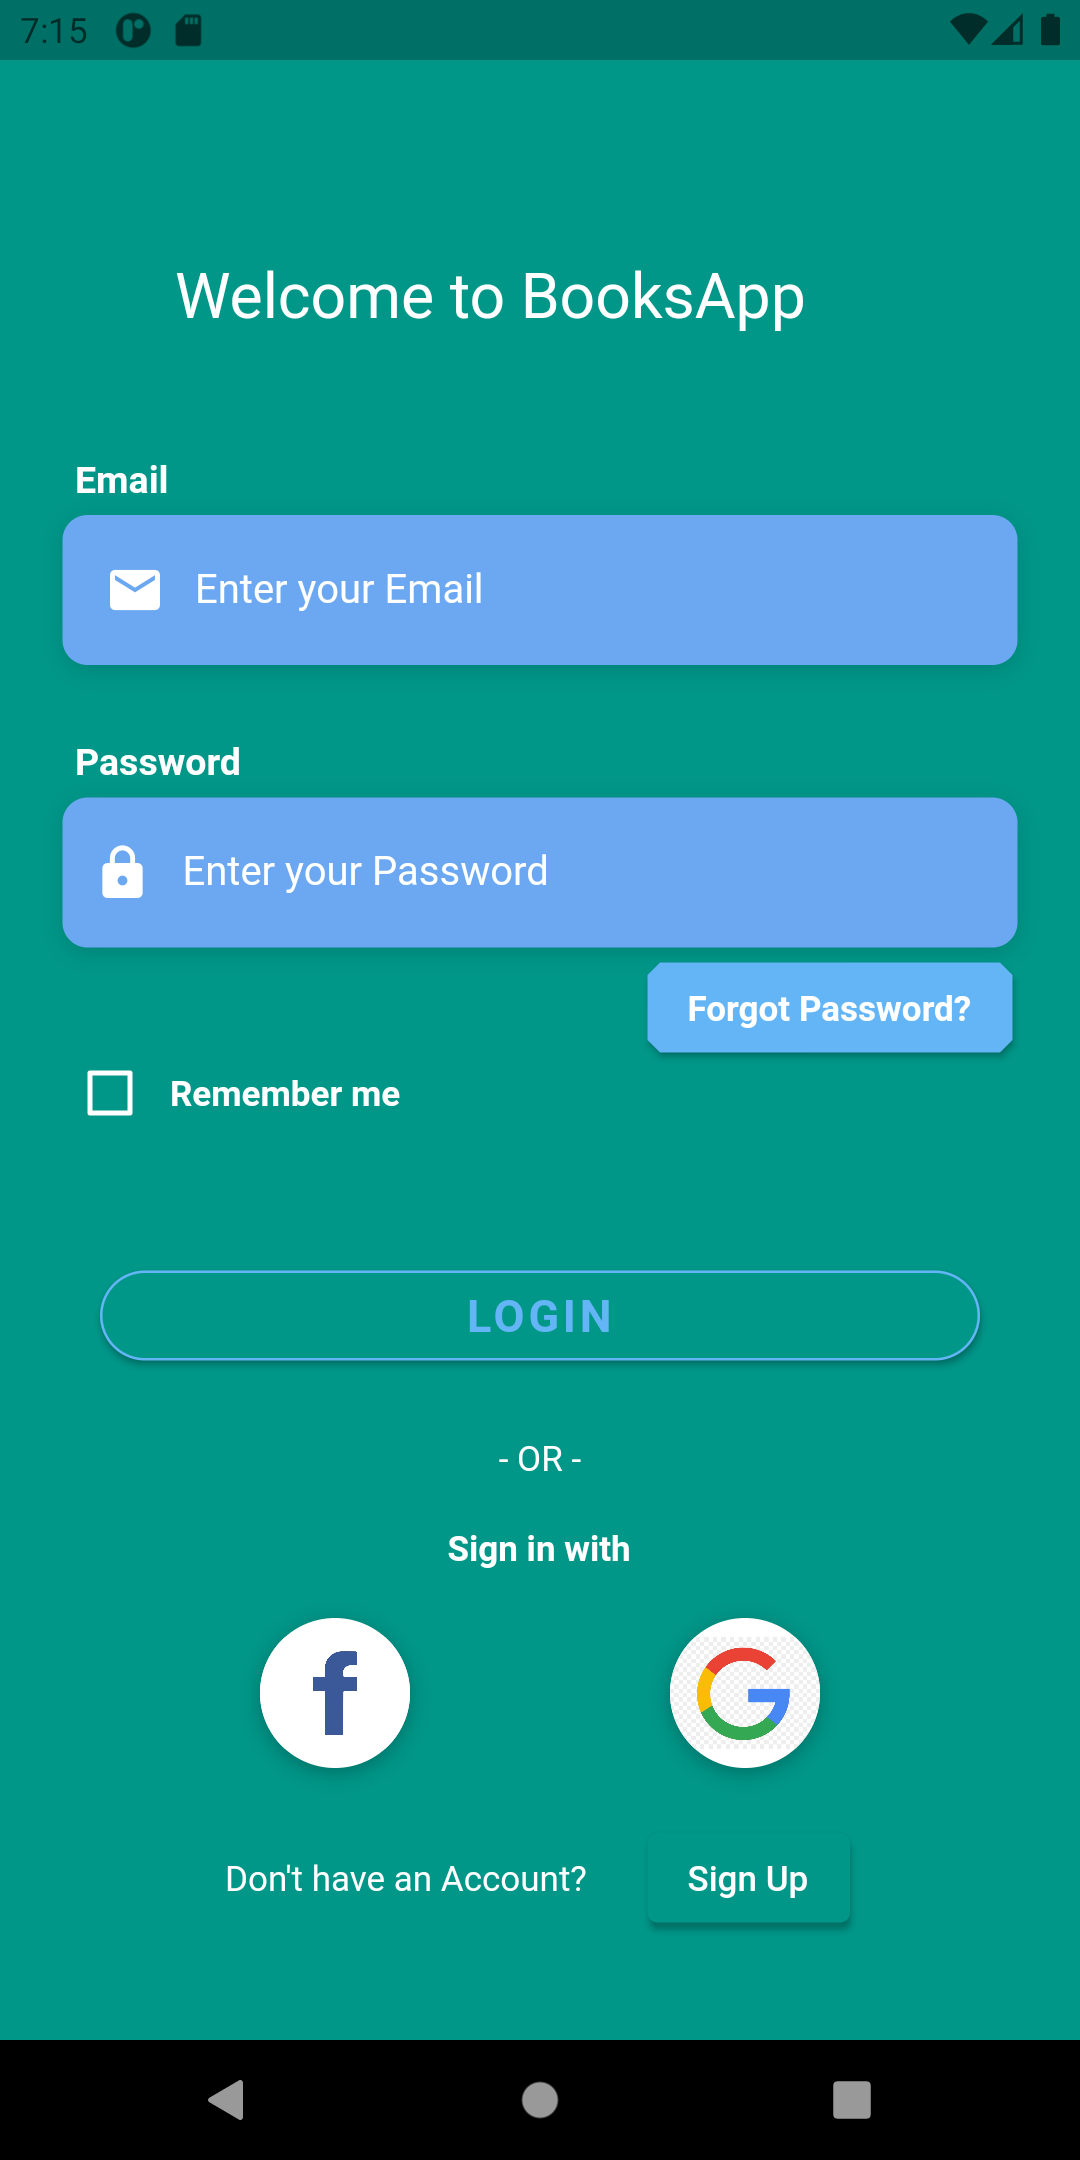 7:15
Welcome to BooksApp
Email
Enter your Email
Password
Enter your Password
Forgot Password?
Remember me
LOGIN
- OR -
Sign in with
Don't have an Account? Sign Up